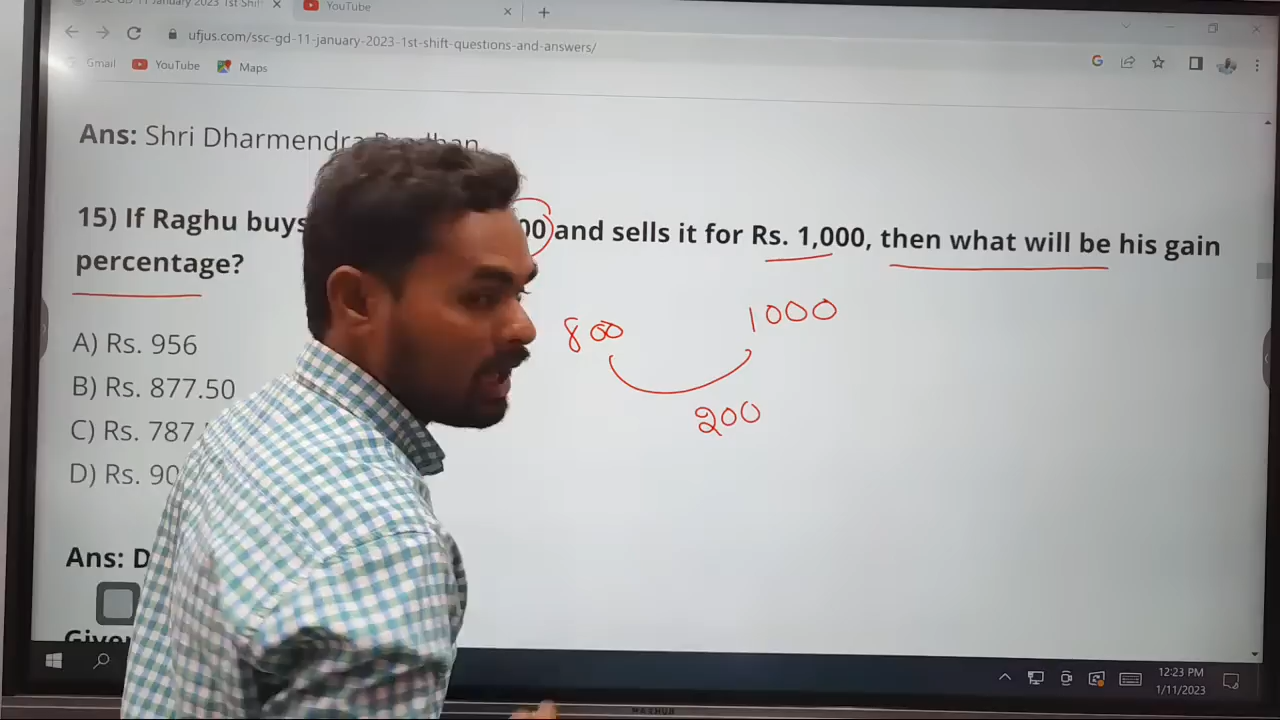 YouTube
ufjus.com/ssc-gd-11-january-2023-1st-shift-questions-and-answers/
Gmail YouTube Maps
Ans: Shri Dharmendra
15) If Raghu buys and sells it for Rs. 1,000, then what will be his gain
percentage?
800 1000
200
A) Rs. 956
B) Rs. 877.50
C) Rs. 787
D) Rs. 90
Ans: D
12:23 PM
1/11/2023
MAXHUB